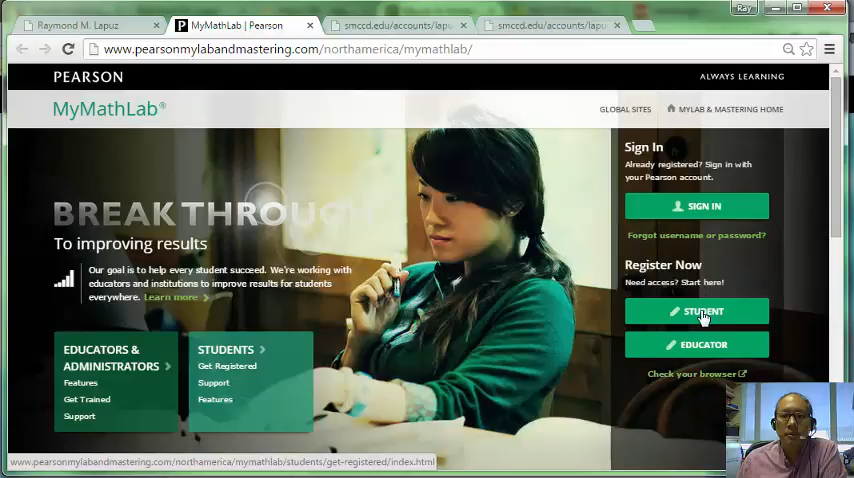 Ray
Raymond M. Lapuz
MyMathLab | Pearson
smccd.edu/accounts/lapu
smccd.edu/accounts/lapu
www.pearsonmylabandmastering.com/northamerica/mymathlab/
PEARSON
ALWAYS LEARNING
MyMathLab®
GLOBAL SITES
MYLAB & MASTERING HOME
BREAKTHROUGH
To improving results
Our goal is to help every student succeed. We're working with
educators and institutions to improve results for students
everywhere. Learn more
EDUCATORS &
ADMINISTRATORS
Features
Get Trained
Support
STUDENTS
Get Registered
Support
Features
Sign In
Already registered? Sign in with
your Pearson account.
SIGN IN
Forgot username or password?
Register Now
Need access? Start here!
STUDENT
EDUCATOR
Check your browser
www.pearsonmylabandmastering.com/northamerica/mymathlab/students/get-registered/index.html